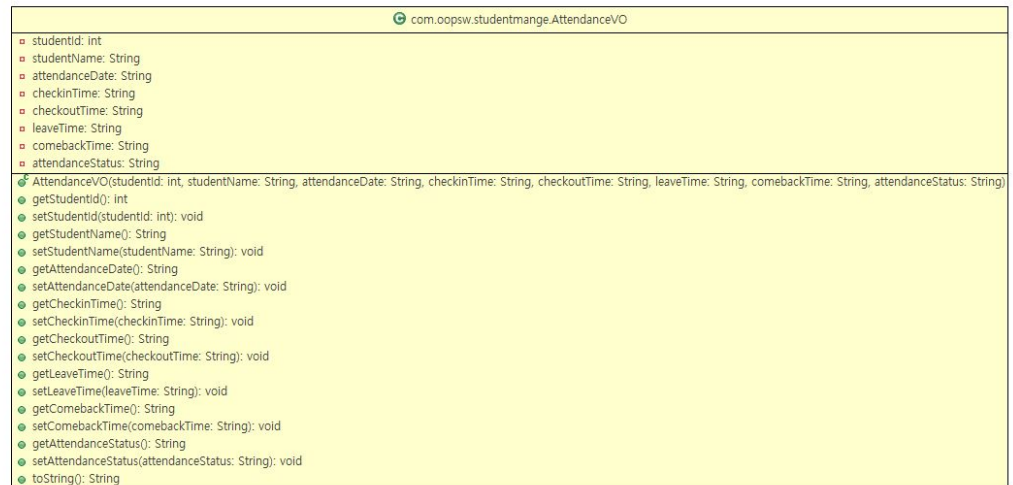 com.oopsw.studentmange.AttendanceVO
studentId: int
studentName: String
attendanceDate: String
checkinTime: String
checkoutTime: String
leaveTime: String
comebackTime: String
attendanceStatus: String
AttendanceVO(studentId: int, studentName: String, attendanceDate: String, checkinTime: String, checkoutTime: String, leaveTime: String, comebackTime: String, attendanceStatus: String)
getStudentId(): int
setStudentId(studentId: int): void
getStudentName(): String
setStudentName(studentName: String): void
getAttendanceDate(): String
setAttendanceDate(attendanceDate: String): void
getCheckinTime(): String
setCheckinTime(checkinTime: String): void
getCheckoutTime(): String
setCheckoutTime(checkoutTime: String): void
getLeaveTime(): String
setLeaveTime(leaveTime: String): void
getComebackTime(): String
setComebackTime(comebackTime: String): void
getAttendanceStatus(): String
setAttendanceStatus(attendanceStatus: String): void
toString(): String